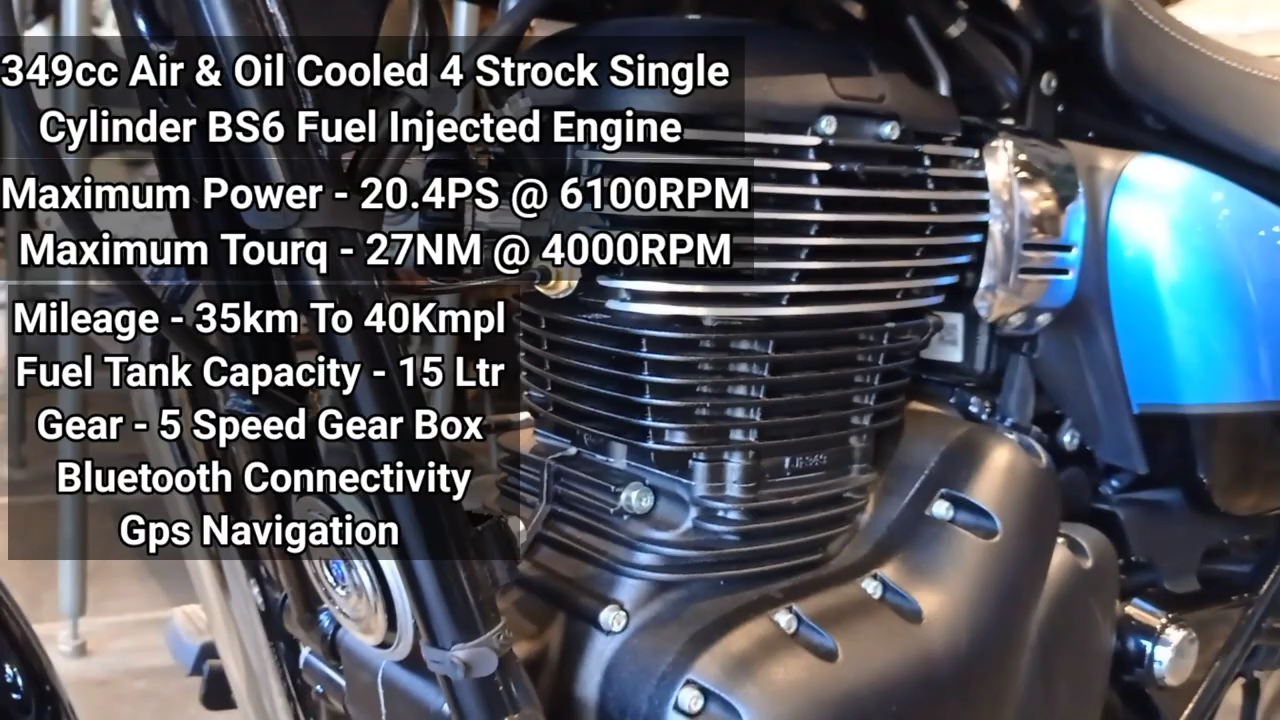 349cc Air & Oil Cooled 4 Strock Single
Cylinder BS6 Fuel Injected Engine
Maximum Power - 20.4PS @ 6100RPM
Maximum Tourq - 27NM @ 4000RPM
Mileage - 35km To 40Kmpl
Fuel Tank Capacity - 15 Ltr
Gear - 5 Speed Gear Box
Bluetooth Connectivity
Gps Navigation